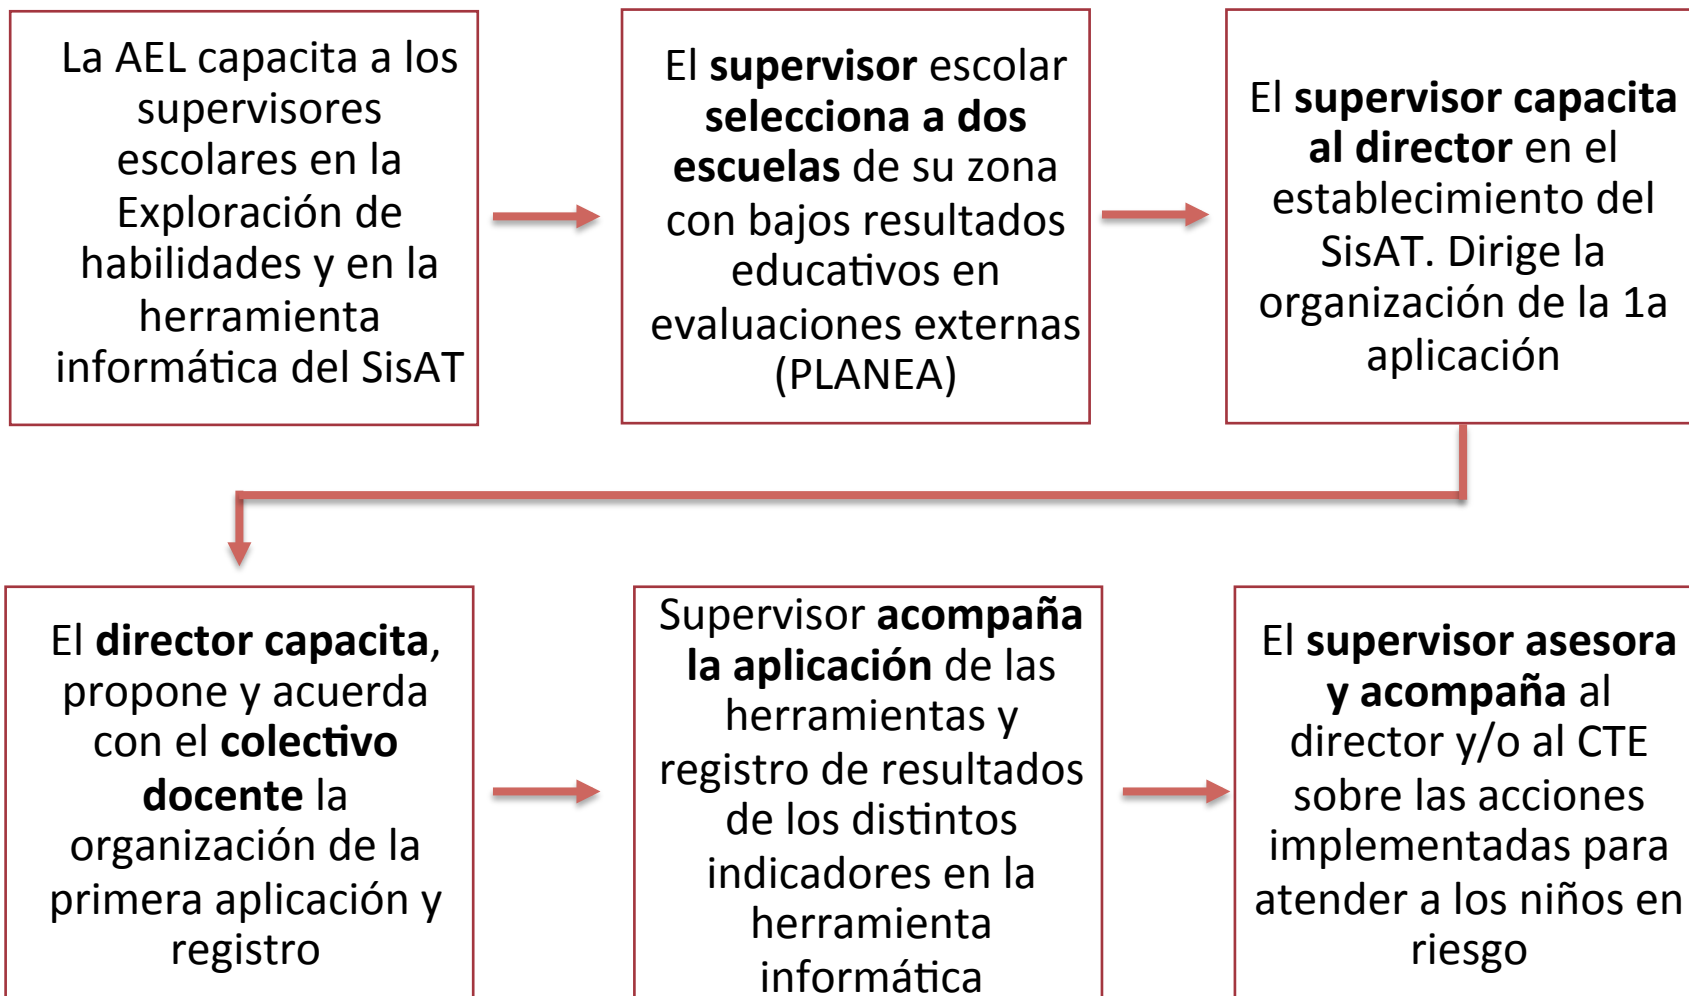 La AEL capacita a los
supervisores
escolares en la
Exploración de
habilidades y en la
herramienta
informática del SisAT
El supervisor escolar
selecciona a dos
escuelas de su zona
con bajos resultados
educativos en
evaluaciones externas
(PLANEA)
El supervisor capacita
al director en el
establecimiento del
SisAT. Dirige la
organización de la 1a
aplicación
El director capacita,
propone y acuerda
con el colectivo
docente la
organización de la
primera aplicación y
registro
Supervisor acompaña
la aplicación de las
herramientas y
registro de resultados
de los distintos
indicadores en la
herramienta
informática
El supervisor asesora
y acompaña al
director y/o al CTE
sobre las acciones
implementadas para
atender a los niños en
riesgo